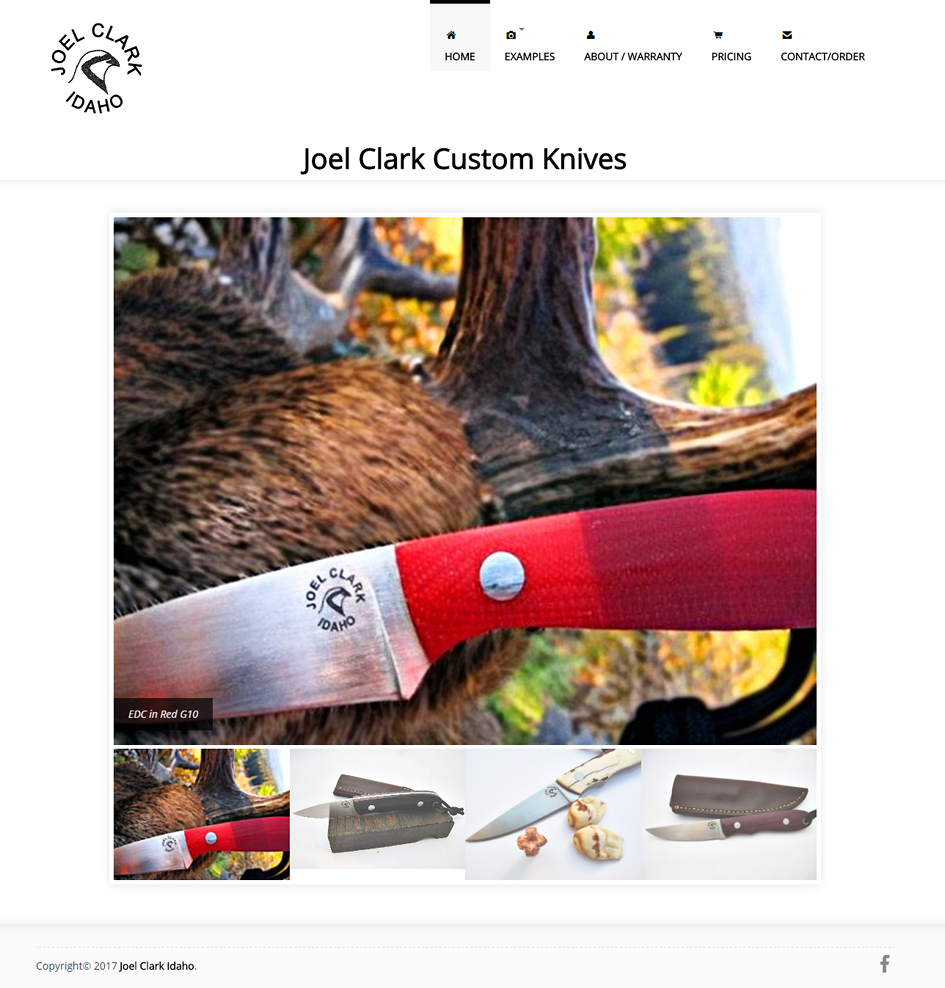 JOEL CLARK
IDAHO
HOME
EXAMPLES
ABOUT / WARRANTY
PRICING
CONTACT/ORDER
Joel Clark Custom Knives
JOEL CLARK
IDAHO
EDC in Red G10
Copyright© 2017 Joel Clark Idaho.